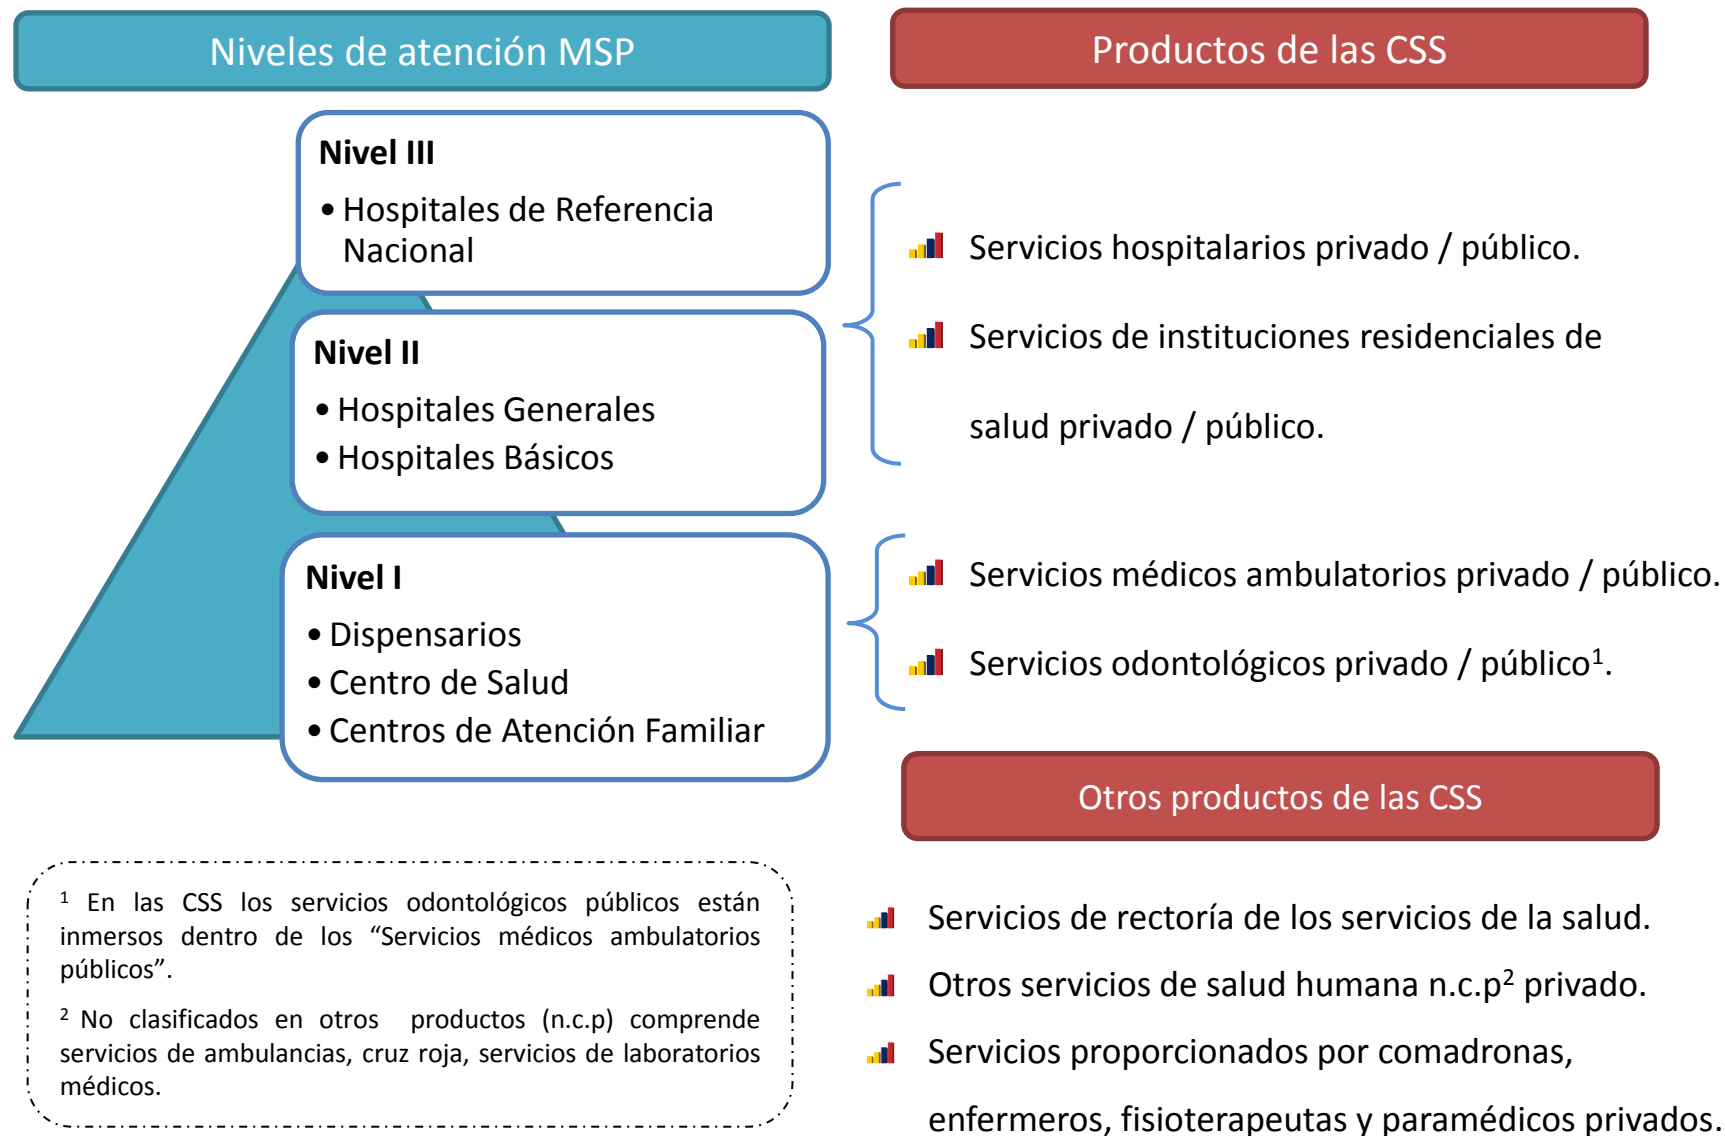 Niveles de atención MSP
Nivel III
• Hospitales de Referencia
Nacional
Nivel II
• Hospitales Generales
• Hospitales Básicos
Nivel I
• Dispensarios
• Centro de Salud
• Centros de Atención Familiar
¹ En las CSS los servicios odontológicos públicos están
inmersos dentro de los “Servicios médicos ambulatorios
públicos”.
² No clasificados en otros productos (n.c.p) comprende
servicios de ambulancias, cruz roja, servicios de laboratorios
médicos.
Productos de las CSS
Servicios hospitalarios privado / público.
Servicios de instituciones residenciales de
salud privado / público.
Servicios médicos ambulatorios privado / público.
Servicios odontológicos privado / público¹.
Otros productos de las CSS
Servicios de rectoría de los servicios de la salud.
Otros servicios de salud humana n.c.p² privado.
Servicios proporcionados por comadronas,
enfermeros, fisioterapeutas y paramédicos privados.